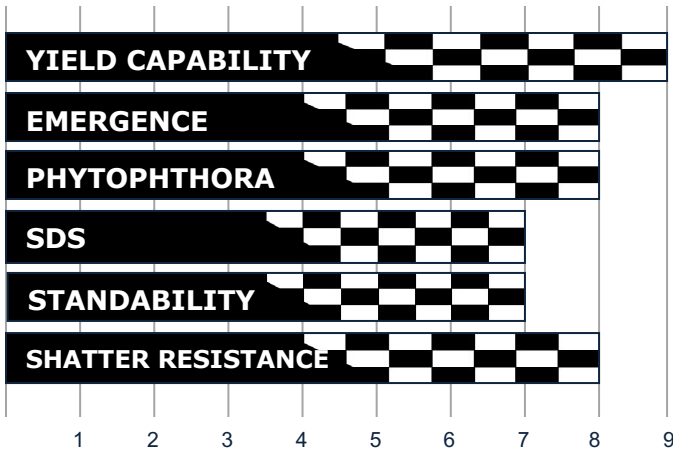 YIELD CAPABILITY
EMERGENCE
PHYTOPHTHORA
SDS
STANDABILITY
SHATTER RESISTANCE
1 2 3 4 5 6 7 8 9